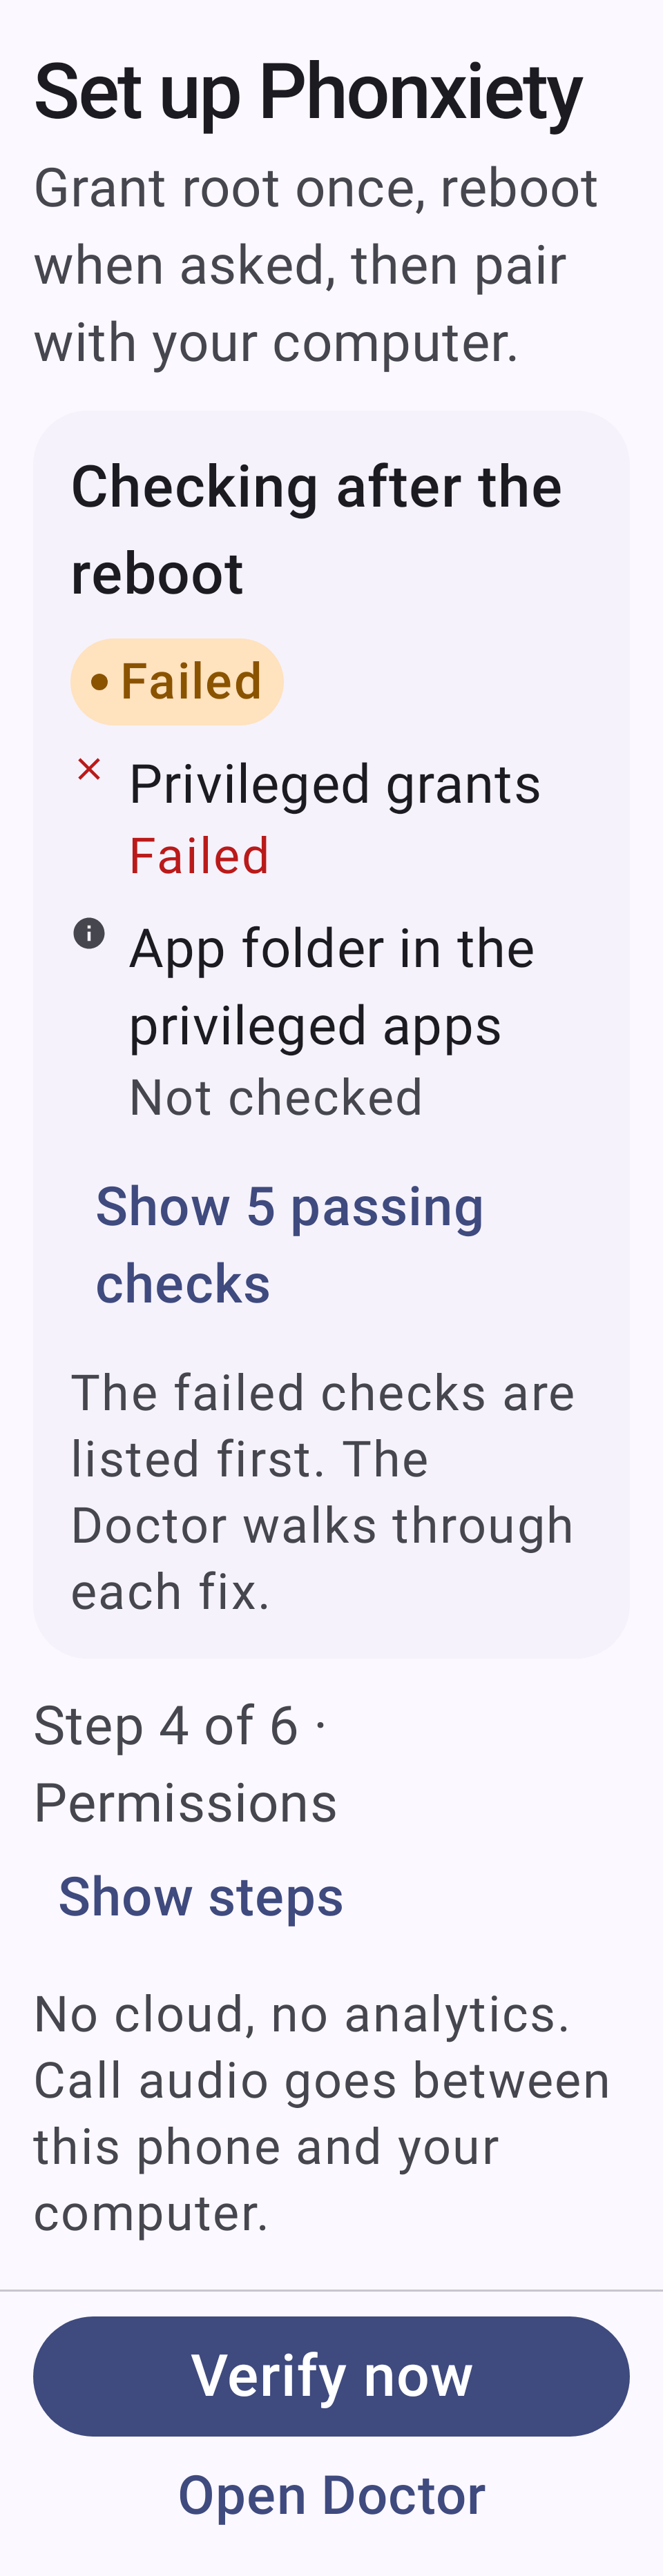 Set up Phonxiety
Grant root once, reboot
when asked, then pair
with your computer.
Checking after the
reboot
• Failed
Privileged grants
Failed
App folder in the
privileged apps
Not checked
Show 5 passing
checks
The failed checks are
listed first. The
Doctor walks through
each fix.
Step 4 of 6 ·
Permissions
Show steps
No cloud, no analytics.
Call audio goes between
this phone and your
computer.
Verify now
Open Doctor